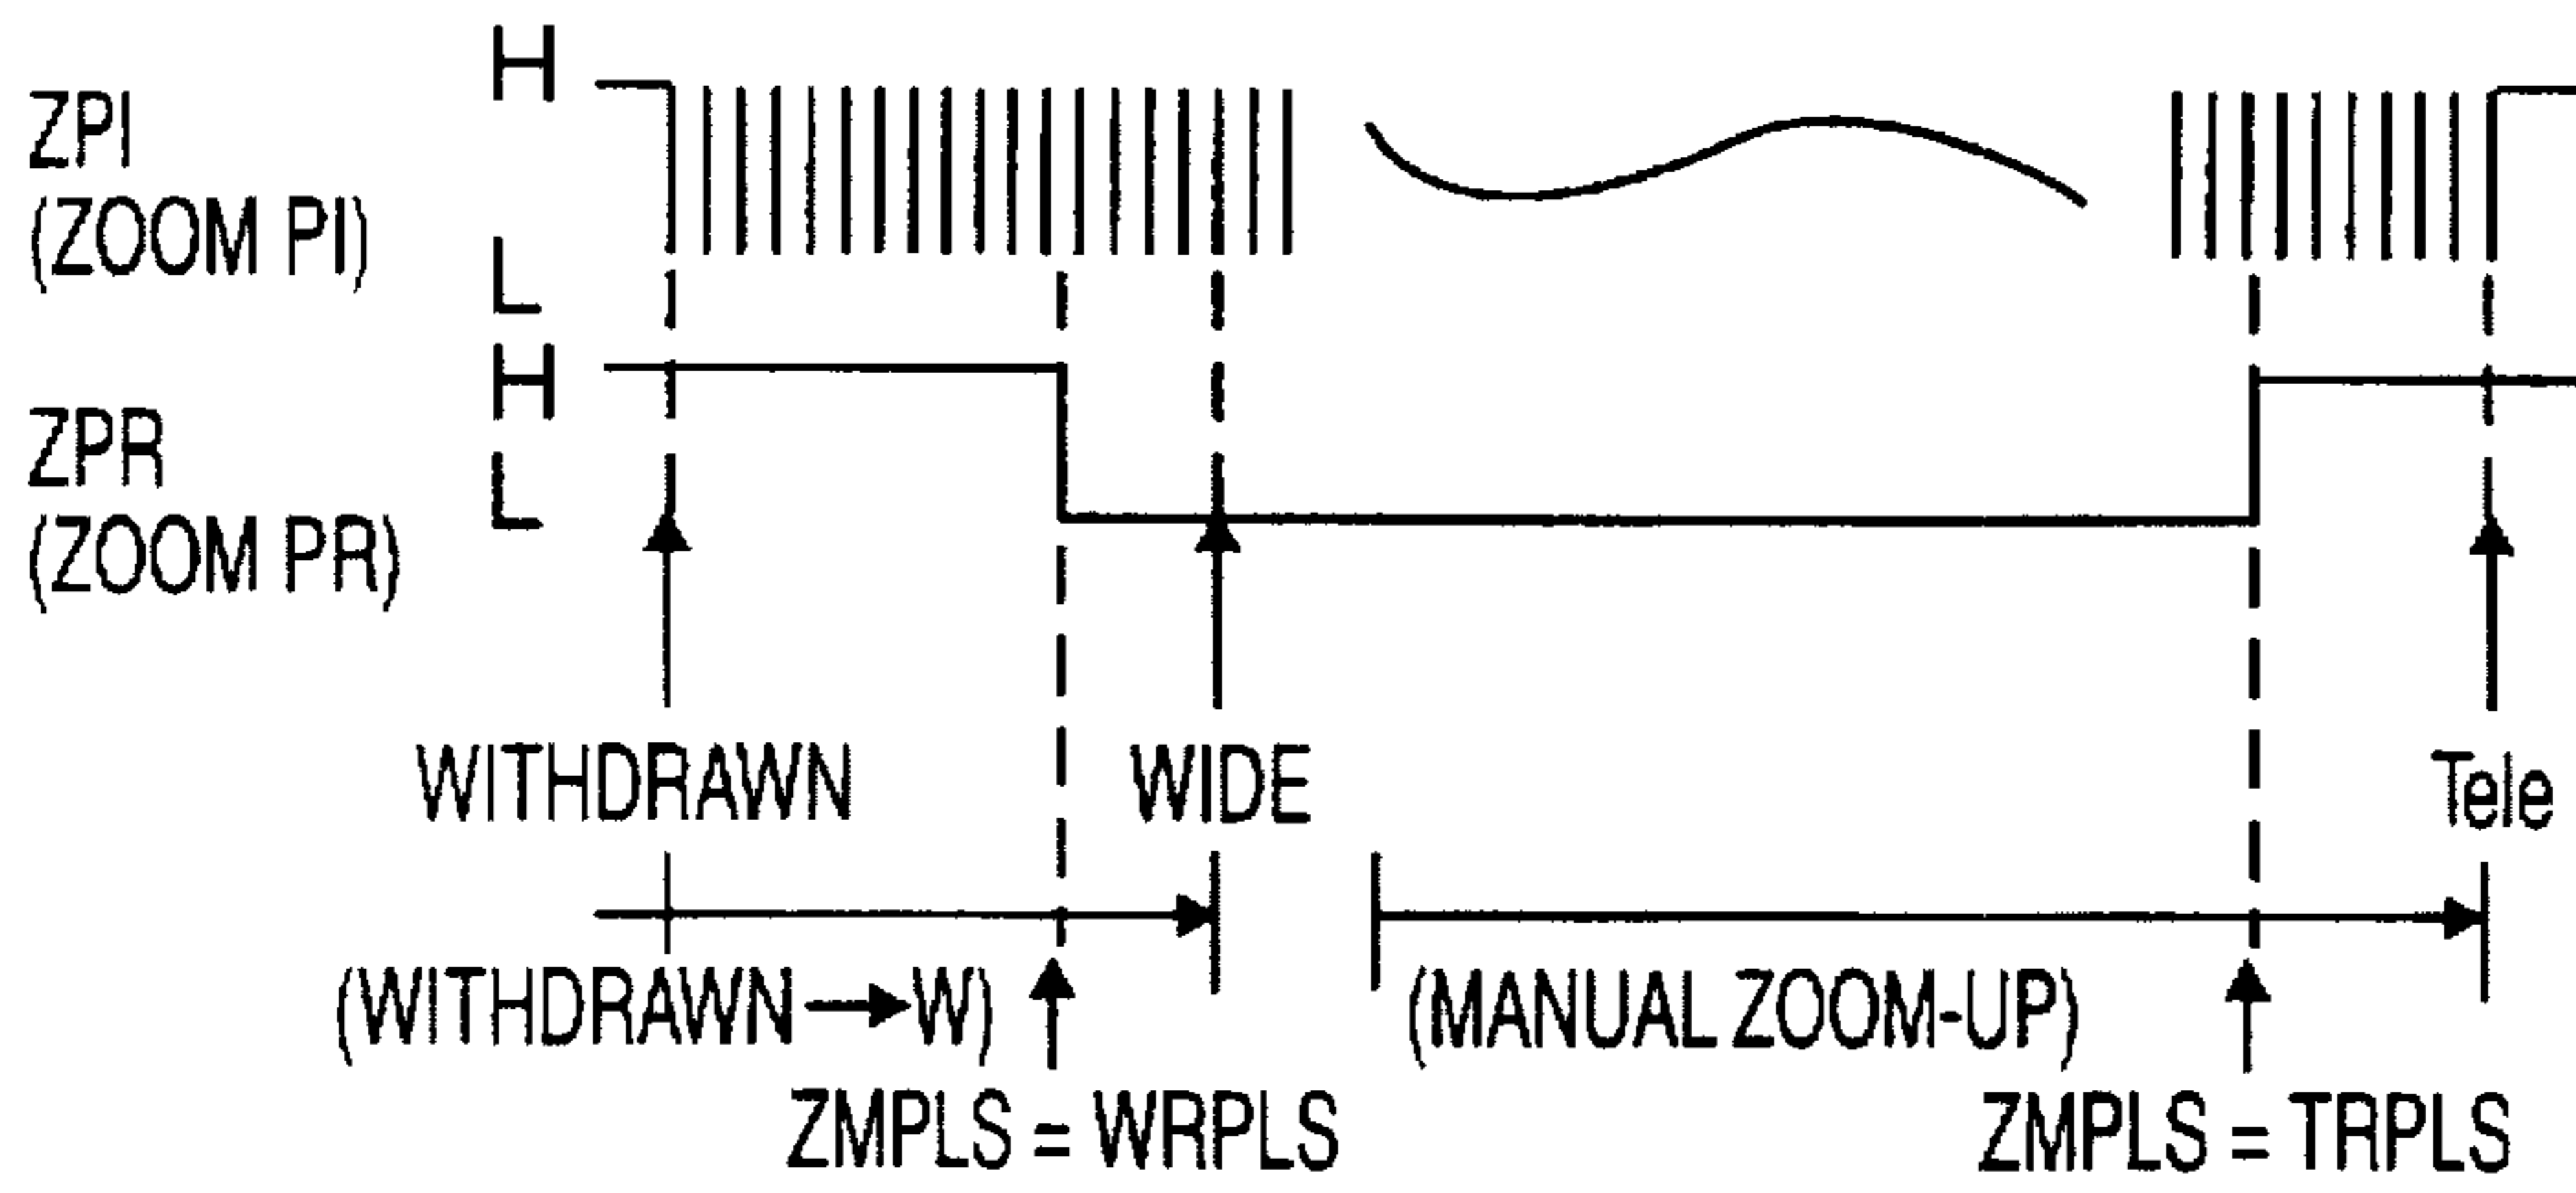 ZPI
(ZOOM PI)
H
L
ZPR
(ZOOM PR)
H
L
WITHDRAWN
WIDE
Tele
(WITHDRAWN→W)
(MANUAL ZOOM-UP)
ZMPLS = WRPLS
ZMPLS = TRPLS